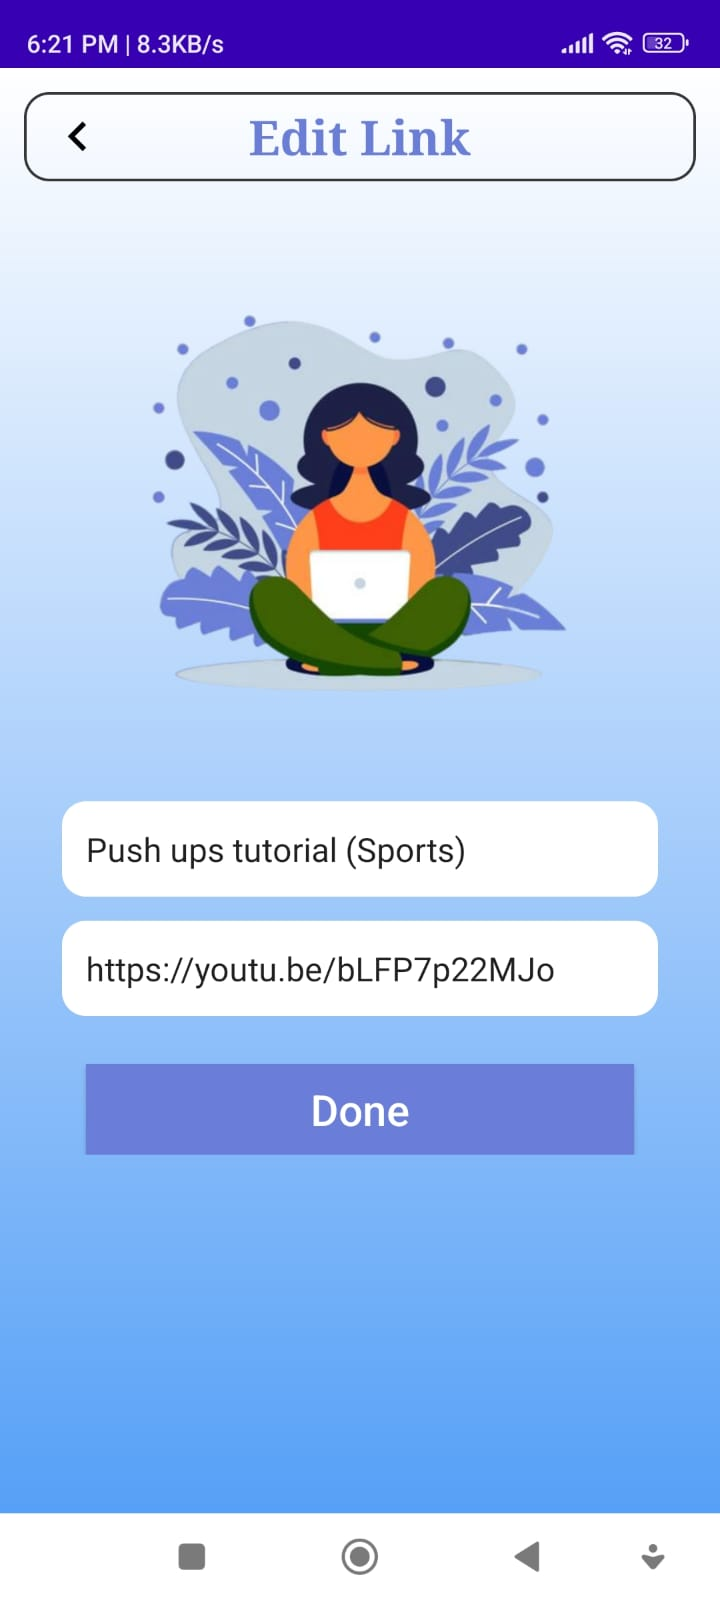 6:21 PM | 8.3KB/s 32
Edit Link
Push ups tutorial (Sports)
https://youtu.be/bLFP7p22MJo
Done